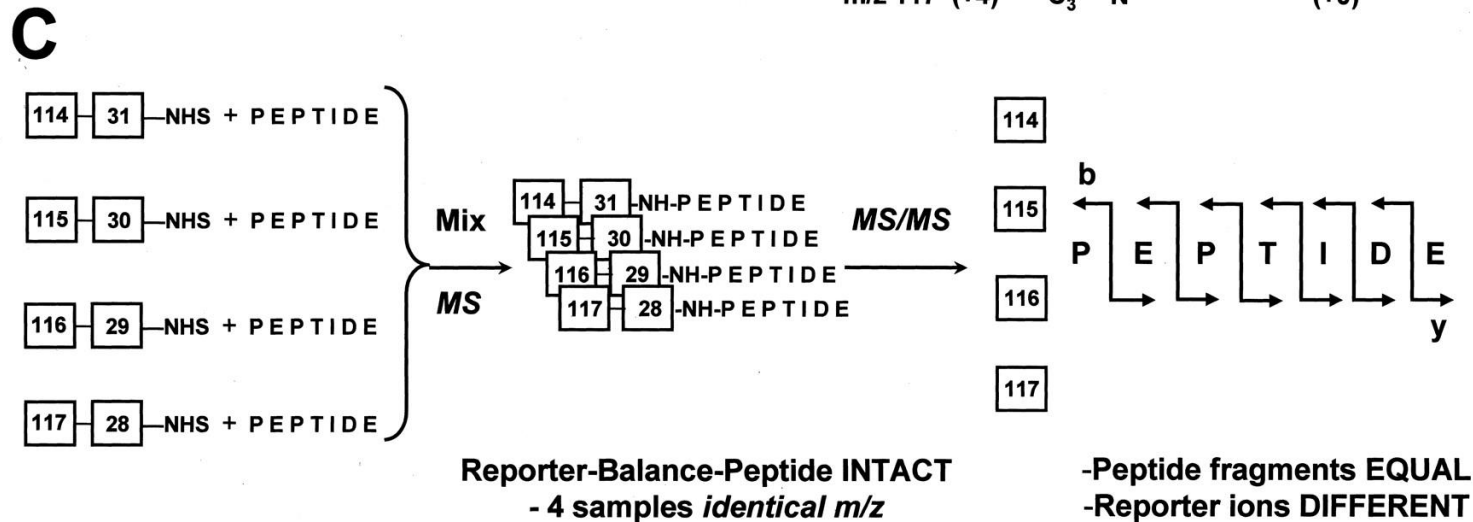 C
114 31 NHS + PEPTIDE
115 30 NHS + PEPTIDE
116 29 NHS + PEPTIDE
117 28 NHS + PEPTIDE
Mix
MS
114 31 -NH-PEPTIDE
115 30 -NH-PEPTIDE
116 29 -NH-PEPTIDE
117 28 -NH-PEPTIDE
MS/MS
114
115
116
117
b
P E P T I D E
y
Reporter-Balance-Peptide INTACT
- 4 samples identical m/z
-Peptide fragments EQUAL
-Reporter ions DIFFERENT